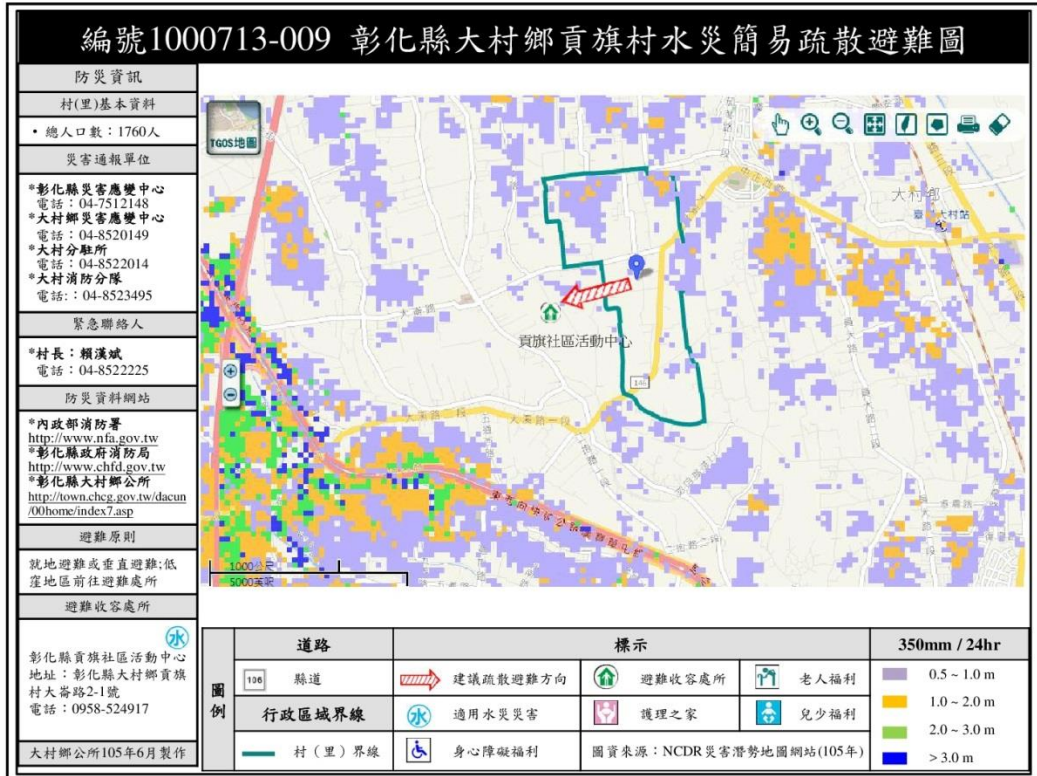 編號1000713-009 彰化縣大村鄉貢旗村水災簡易疏散避難圖
防災資訊
村(里)基本資料
• 總人口數：1760人
災害通報單位
*彰化縣災害應變中心
電話：04-7512148
*大村鄉災害應變中心
電話：04-8520149
*大村分駐所
電話：04-8522014
*大村消防分隊
電話:：04-8523495
緊急聯絡人
*村長：賴漢斌
電話：04-8522225
防災資料網站
*內政部消防署
http://www.nfa.gov.tw
*彰化縣政府消防局
http://www.chfd.gov.tw
*彰化縣大村鄉公所
http://town.chcg.gov.tw/dacun
/00home/index7.asp
避難原則
就地避難或垂直避難;低
窪地區前往避難處所
避難收容處所
水
彰化縣貢旗社區活動中心
地址：彰化縣大村鄉貢旗
村大崙路2-1號
電話：0958-524917
大村鄉公所105年6月製作
TGOS地圖
大村鄉
大村站
貢旗社區活動中心
106
大溪路二段
大溪路一段
1000公尺
5000英呎
圖例
道路
標示
350mm / 24hr
106
縣道
建議疏散避難方向
避難收容處所
老人福利
0.5 ~ 1.0 m
行政區域界線
水
適用水災災害
護理之家
兒少福利
1.0 ~ 2.0 m
2.0 ~ 3.0 m
村（里）界線
身心障礙福利
圖資來源：NCDR災害潛勢地圖網站(105年)
> 3.0 m